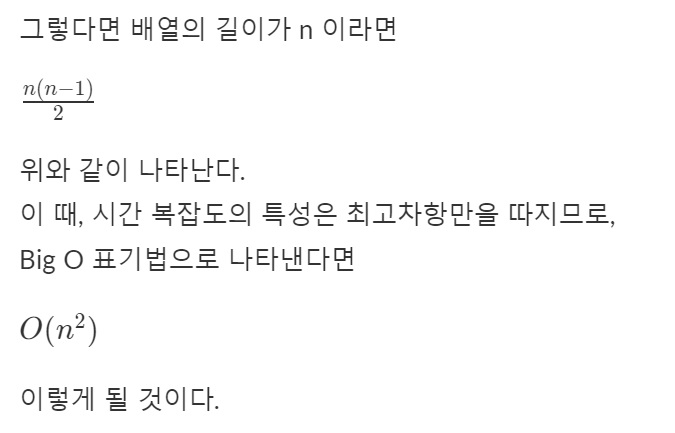 그렇다면 배열의 길이가 n 이라면
n(n−1)
2
위와 같이 나타난다.
이 때, 시간 복잡도의 특성은 최고차항만을 따지므로,
Big O 표기법으로 나타낸다면
O(n²)
이렇게 될 것이다.